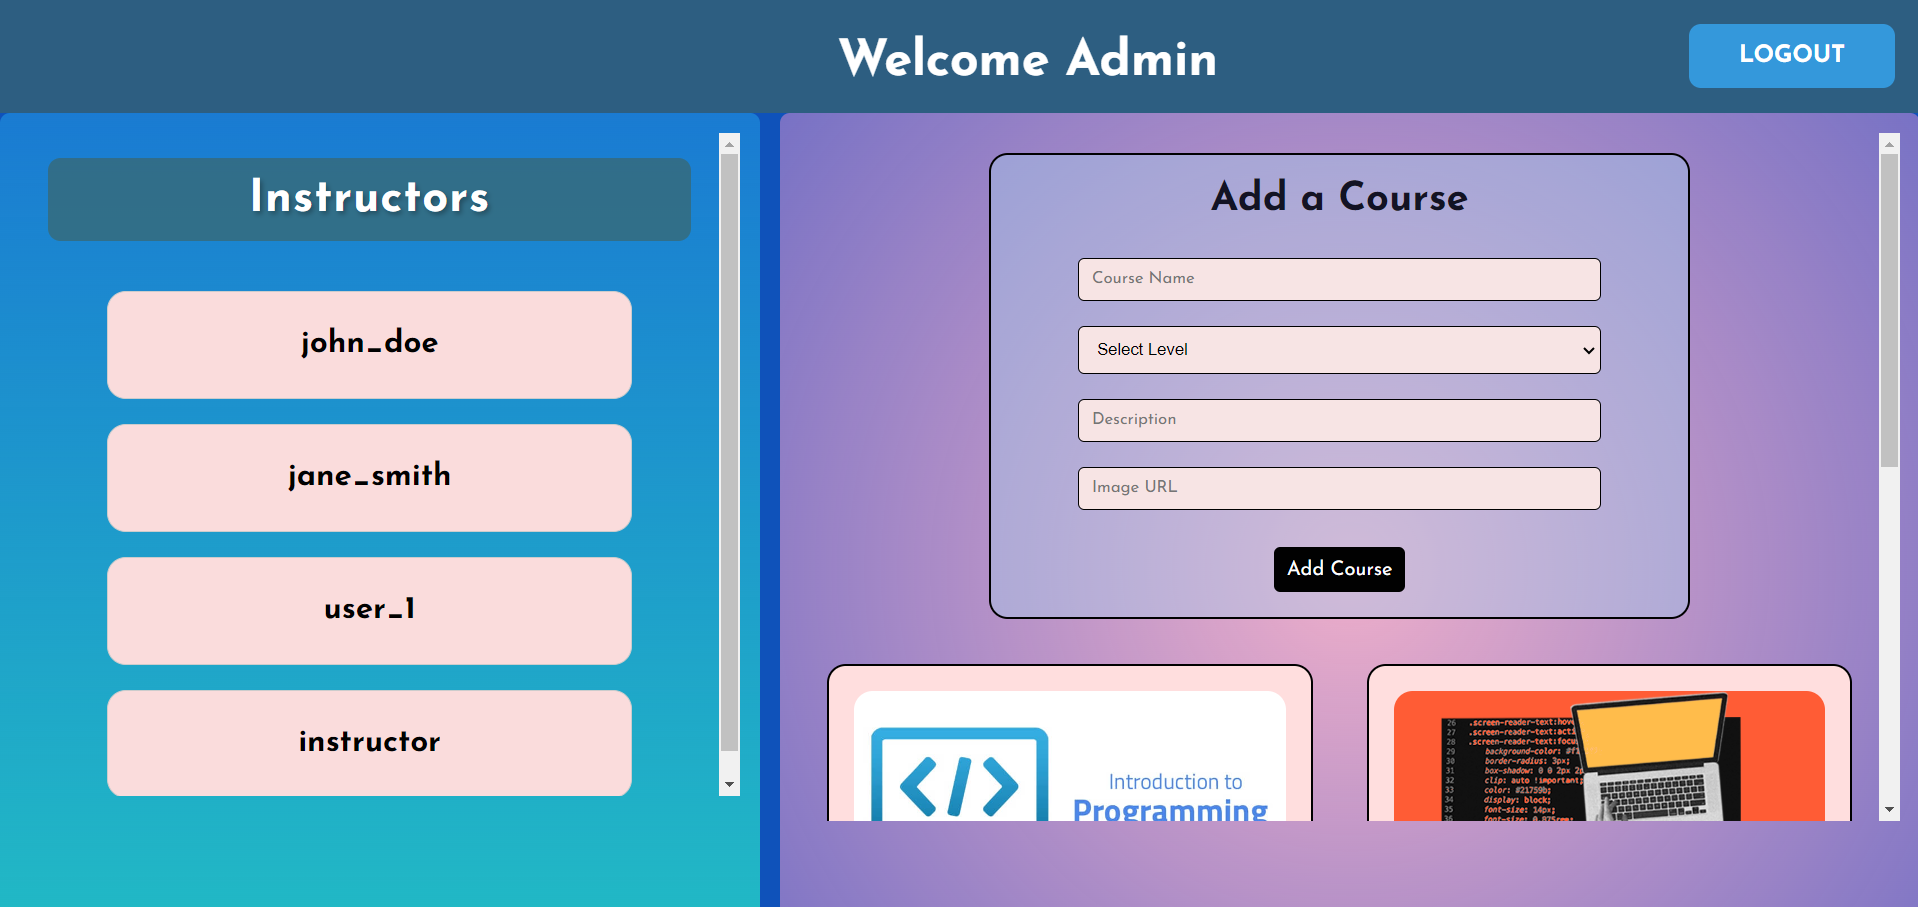 Welcome Admin
LOGOUT
Instructors
john_doe
jane_smith
user_1
instructor
Add a Course
Course Name
Select Level
Description
Image URL
Add Course
</>
Introduction to
Programming
26 .screen-reader-text:hov
27 .screen-reader-text:acti
28 .screen-reader-text:focu
29 background-color: #f1
30 border-radius: 3px;
31 box-shadow: 0 0 2px 2p
32 clip: auto !important;
33 color: #21759b;
34 display: block;
35 font-size: 14px;
36 font-size: 0.875rem;